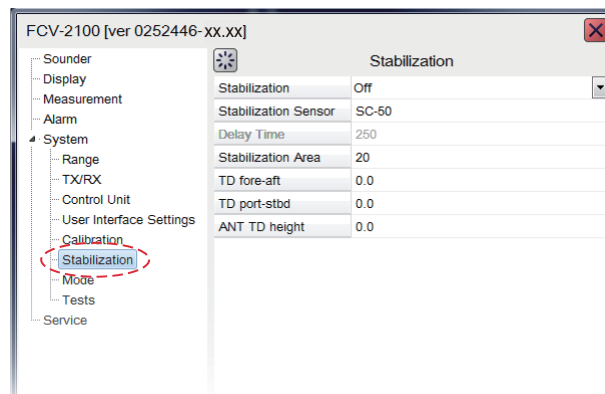 FCV-2100 [ver 0252446-xx.xx]
Sounder
Display
Measurement
Alarm
System
Range
TX/RX
Control Unit
User Interface Settings
Calibration
Stabilization
Mode
Tests
Service
Stabilization
Stabilization Off
Stabilization Sensor SC-50
Delay Time 250
Stabilization Area 20
TD fore-aft 0.0
TD port-stbd 0.0
ANT TD height 0.0